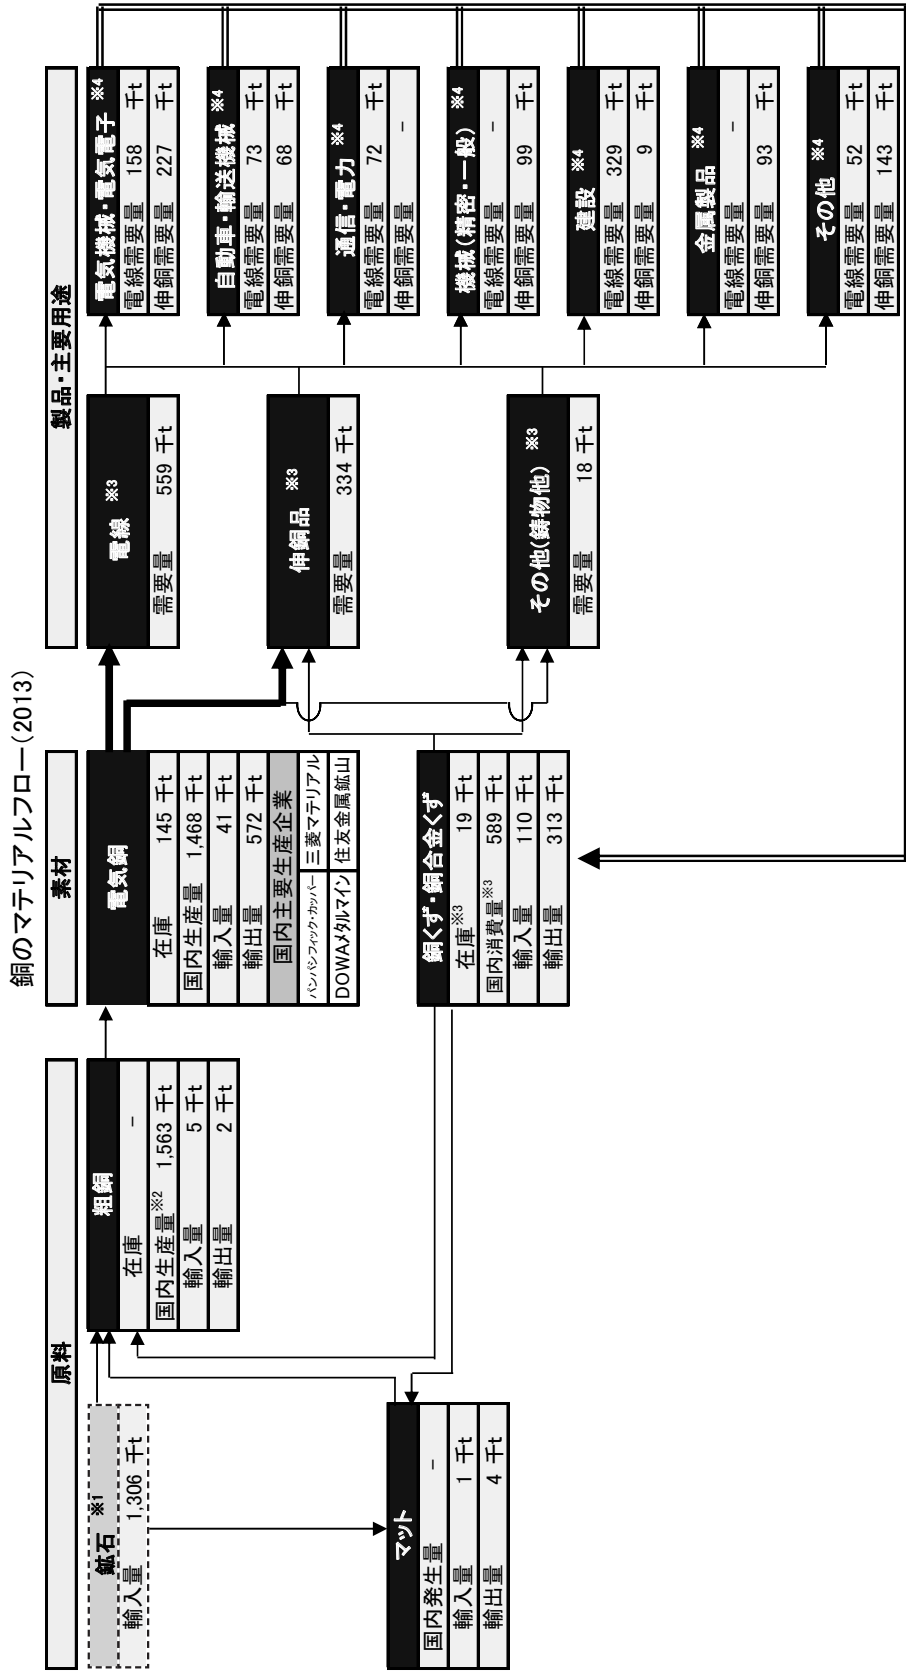 銅のマテリアルフロー(2013)
原料
素材
製品・主要用途
鉱石 ※1
輸入量 1,306 千t
マット
国内発生量 -
輸入量 1 千t
輸出量 4 千t
粗銅
在庫 -
国内生産量※2 1,563 千t
輸入量 5 千t
輸出量 2 千t
電気銅
在庫 145 千t
国内生産量 1,468 千t
輸入量 41 千t
輸出量 572 千t
国内主要生産企業
パンパシフィック・カッパー 三菱マテリアル
DOWAメタルマイン 住友金属鉱山
銅くず・銅合金くず
在庫※3 19 千t
国内消費量※3 589 千t
輸入量 110 千t
輸出量 313 千t
電線 ※3
需要量 559 千t
伸銅品 ※3
需要量 334 千t
その他(鋳物他) ※3
需要量 18 千t
電気機械・電気電子 ※4
電線需要量 158 千t
伸銅需要量 227 千t
自動車・輸送機械 ※4
電線需要量 73 千t
伸銅需要量 68 千t
通信・電力 ※4
電線需要量 72 千t
伸銅需要量 -
機械(精密・一般) ※4
電線需要量 -
伸銅需要量 99 千t
建設 ※4
電線需要量 329 千t
伸銅需要量 9 千t
金属製品 ※4
電線需要量 -
伸銅需要量 93 千t
その他 ※4
電線需要量 52 千t
伸銅需要量 143 千t